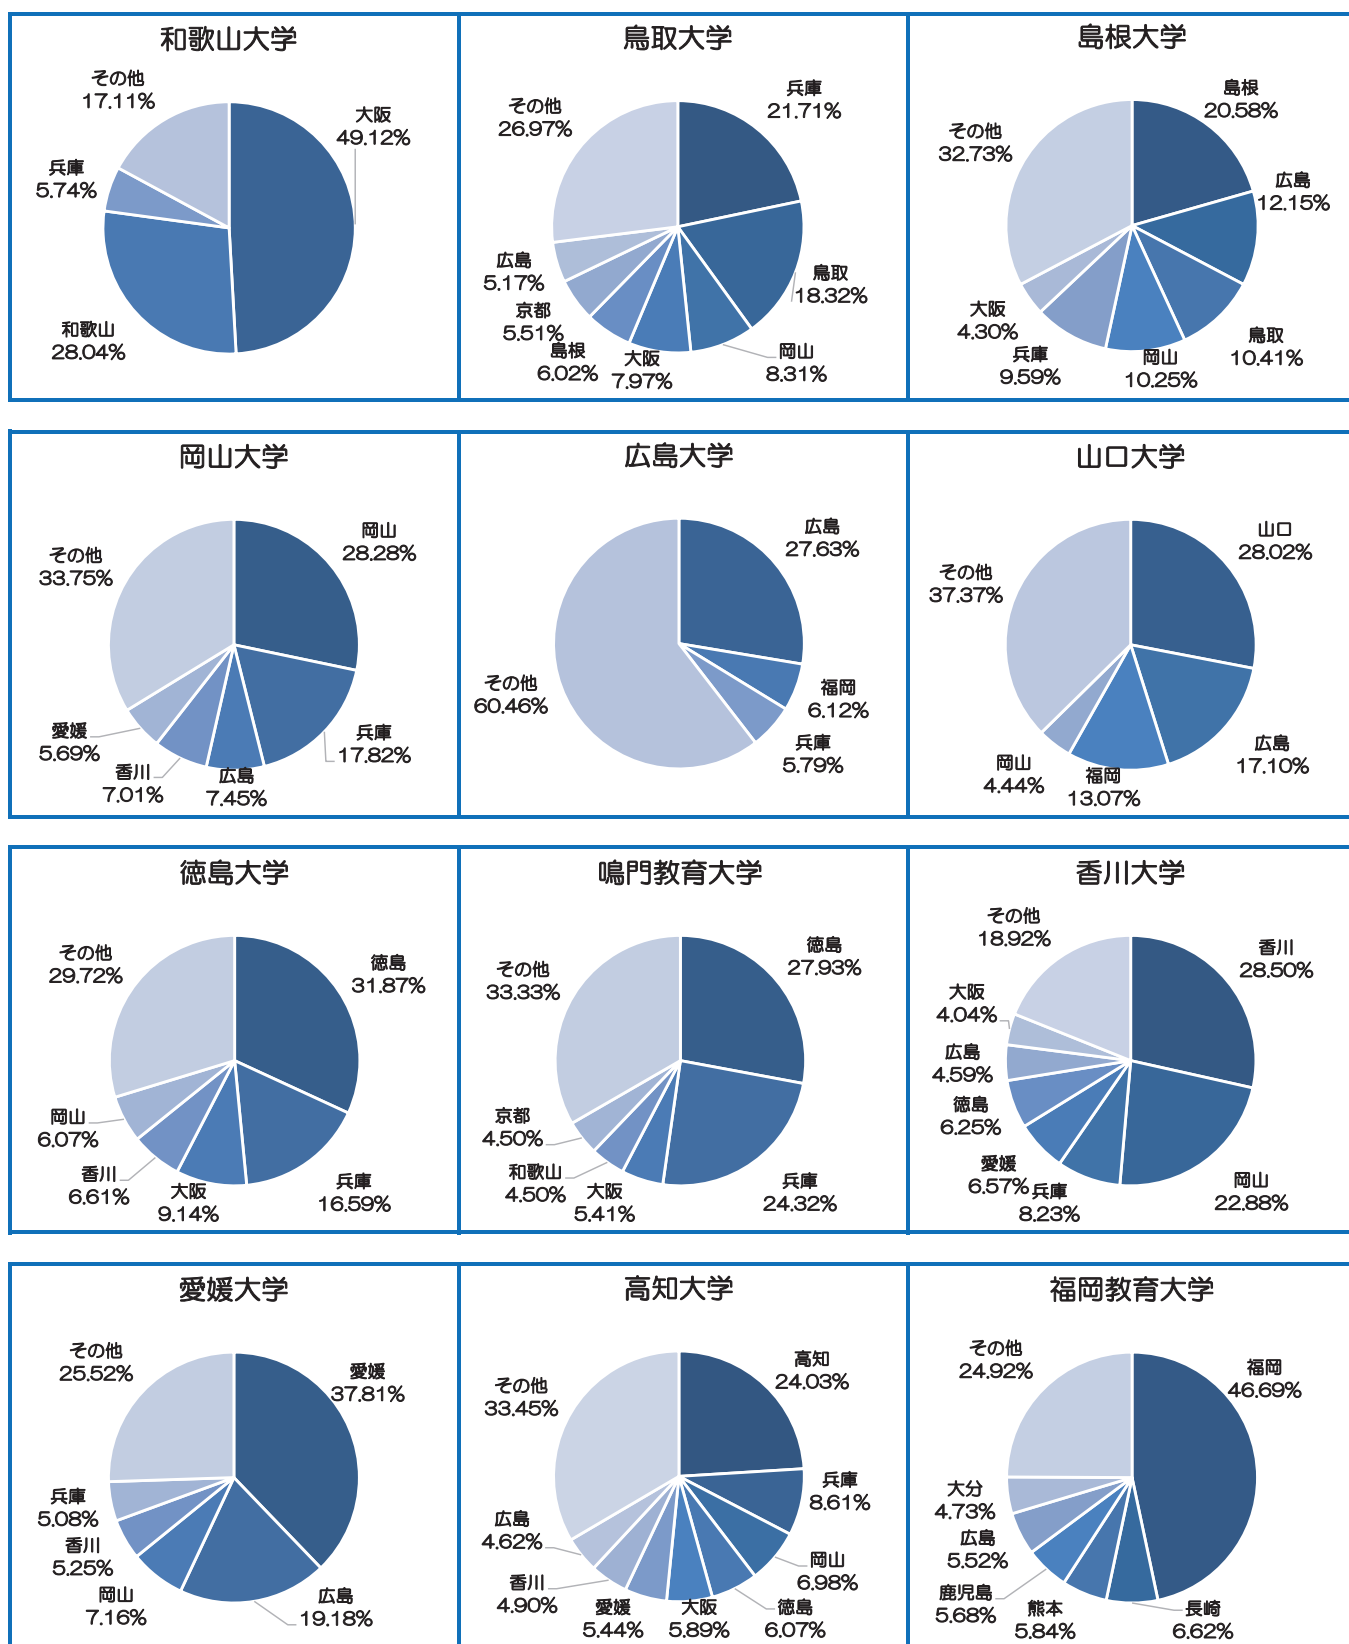 和歌山大学
大阪
49.12%
和歌山
28.04%
兵庫
5.74%
その他
17.11%
鳥取大学
兵庫
21.71%
鳥取
18.32%
岡山
8.31%
大阪
7.97%
島根
6.02%
京都
5.51%
広島
5.17%
その他
26.97%
島根大学
島根
20.58%
広島
12.15%
鳥取
10.41%
岡山
10.25%
兵庫
9.59%
大阪
4.30%
その他
32.73%
岡山大学
岡山
28.28%
兵庫
17.82%
広島
7.45%
香川
7.01%
愛媛
5.69%
その他
33.75%
広島大学
広島
27.63%
福岡
6.12%
兵庫
5.79%
その他
60.46%
山口大学
山口
28.02%
広島
17.10%
福岡
13.07%
岡山
4.44%
その他
37.37%
徳島大学
徳島
31.87%
兵庫
16.59%
大阪
9.14%
香川
6.61%
岡山
6.07%
その他
29.72%
鳴門教育大学
徳島
27.93%
兵庫
24.32%
大阪
5.41%
和歌山
4.50%
京都
4.50%
その他
33.33%
香川大学
香川
28.50%
岡山
22.88%
兵庫
8.23%
愛媛
6.57%
徳島
6.25%
広島
4.59%
大阪
4.04%
その他
18.92%
愛媛大学
愛媛
37.81%
広島
19.18%
岡山
7.16%
香川
5.25%
兵庫
5.08%
その他
25.52%
高知大学
高知
24.03%
兵庫
8.61%
岡山
6.98%
徳島
6.07%
大阪
5.89%
愛媛
5.44%
香川
4.90%
広島
4.62%
その他
33.45%
福岡教育大学
福岡
46.69%
長崎
6.62%
熊本
5.84%
鹿児島
5.68%
広島
5.52%
大分
4.73%
その他
24.92%